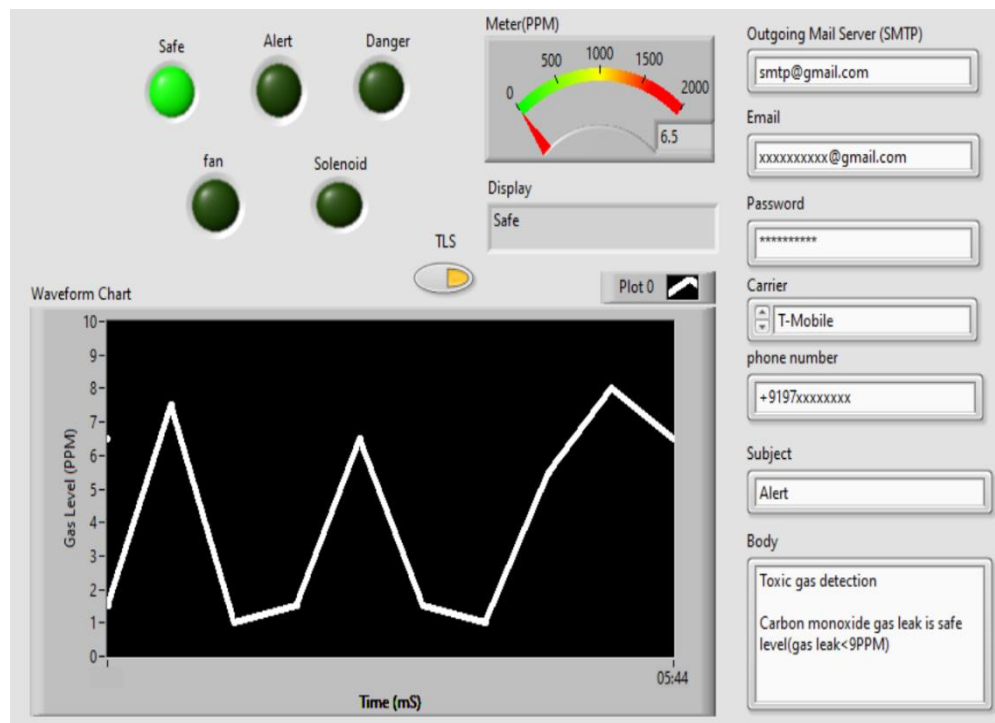 Safe
Alert
Danger
fan
Solenoid
Meter(PPM)
0
500
1000
1500
2000
6.5
Display
Safe
TLS
Outgoing Mail Server (SMTP)
smtp@gmail.com
Email
xxxxxxxxxx@gmail.com
Password
**********
Carrier
T-Mobile
phone number
+9197xxxxxxxx
Subject
Alert
Body
Toxic gas detection
Carbon monoxide gas leak is safe
level(gas leak<9PPM)
Waveform Chart
Plot 0
Gas Level (PPM)
10
9
8
7
6
5
4
3
2
1
0
05:44
Time (mS)